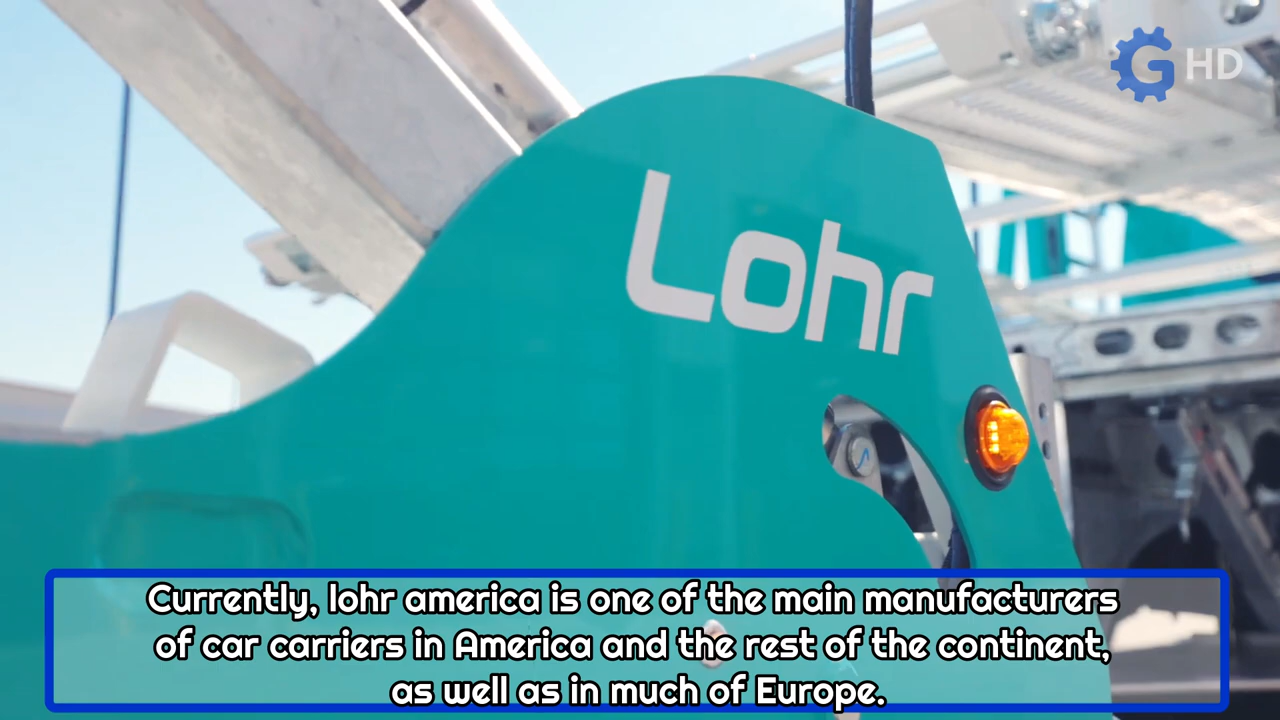 G HD
Lohr
Currently, lohr america is one of the main manufacturers
of car carriers in America and the rest of the continent,
as well as in much of Europe.